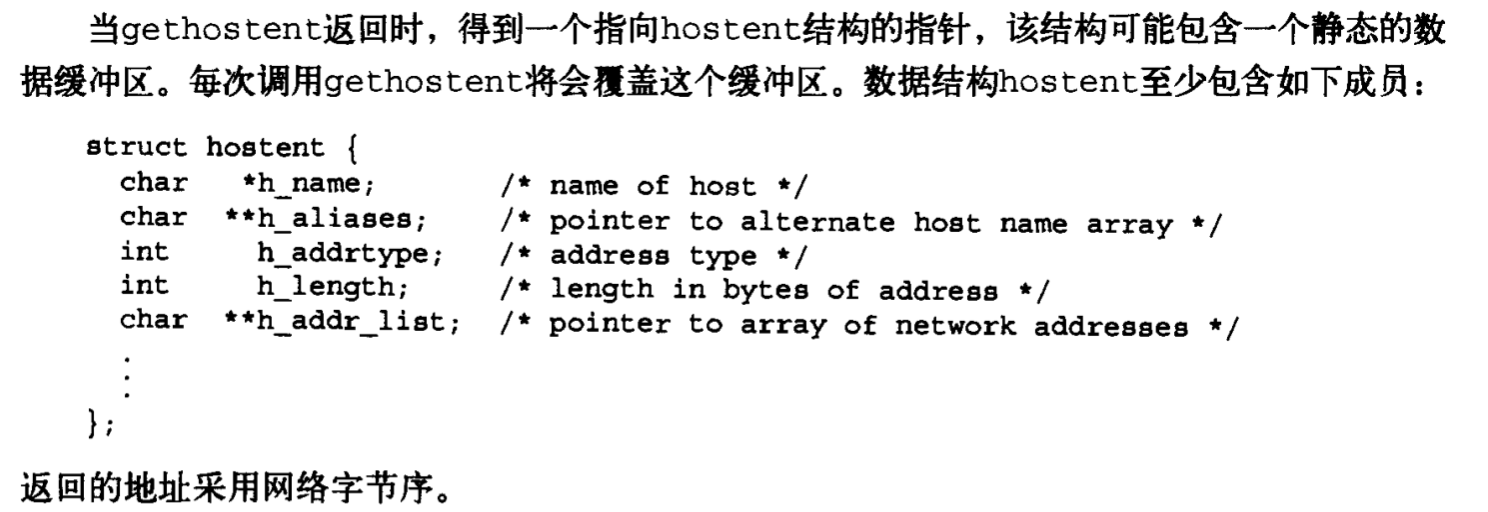 当gethostent返回时，得到一个指向hostent结构的指针，该结构可能包含一个静态的数
据缓冲区。每次调用gethostent将会覆盖这个缓冲区。数据结构hostent至少包含如下成员：
struct hostent {
char *h_name; /* name of host */
char **h_aliases; /* pointer to alternate host name array */
int h_addrtype; /* address type */
int h_length; /* length in bytes of address */
char **h_addr_list; /* pointer to array of network addresses */
.
.
.
};
返回的地址采用网络字节序。